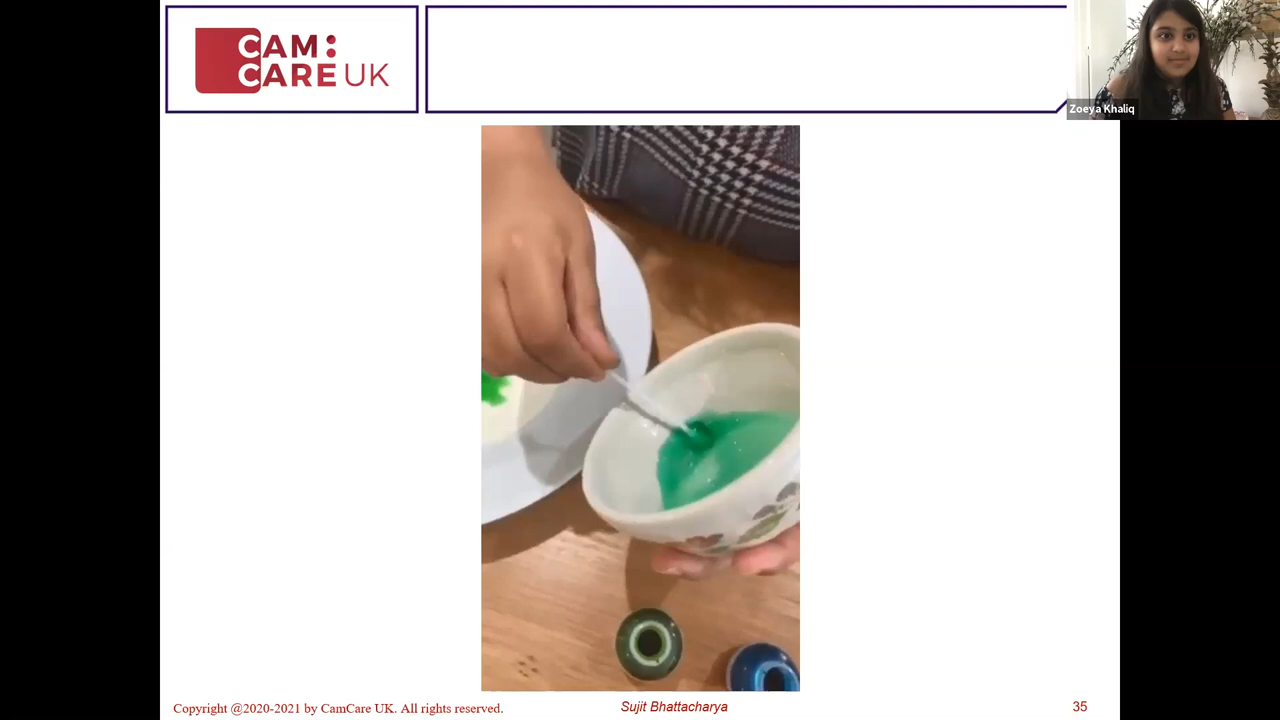 CAM:
CARE UK
Zoeya Khaliq
Copyright @2020-2021 by CamCare UK. All rights reserved.
Sujit Bhattacharya
35